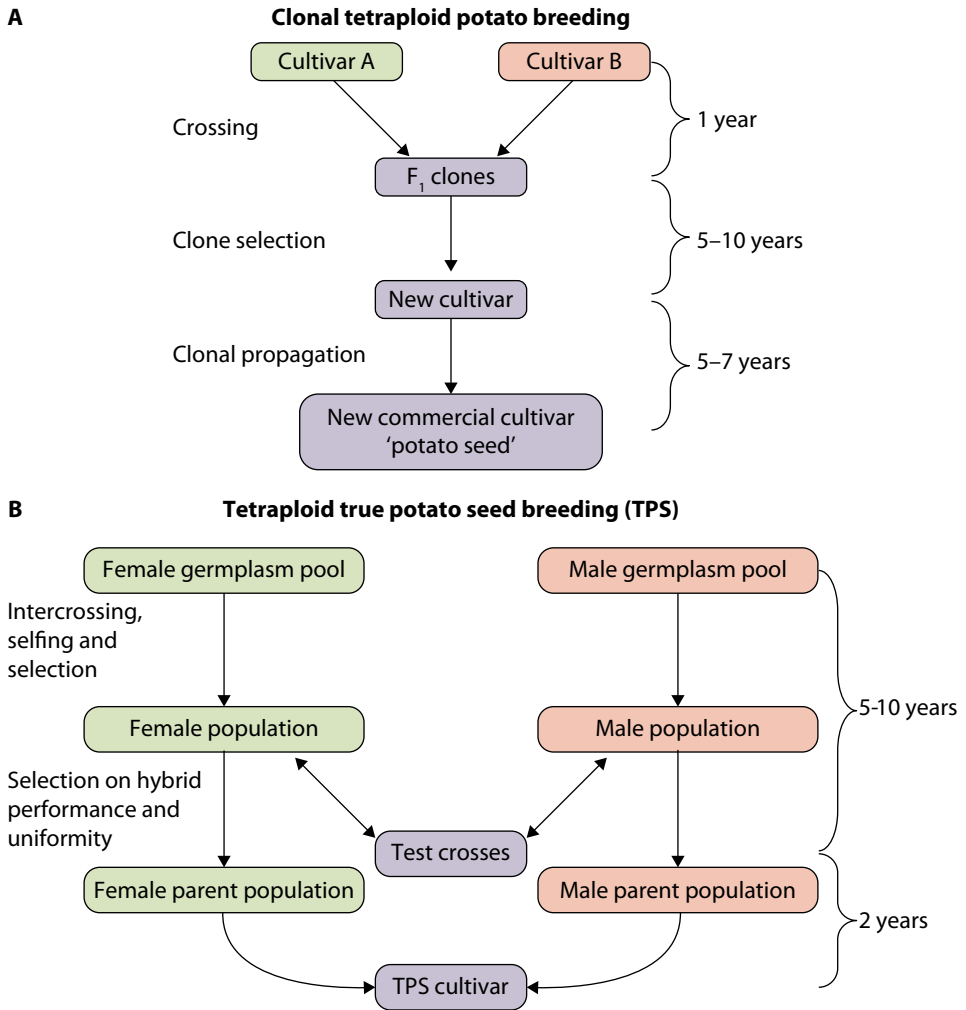 A
Clonal tetraploid potato breeding
Cultivar A
Cultivar B
Crossing
1 year
F1 clones
Clone selection
5–10 years
New cultivar
Clonal propagation
5–7 years
New commercial cultivar
‘potato seed’
B
Tetraploid true potato seed breeding (TPS)
Female germplasm pool
Male germplasm pool
Intercrossing,
selfing and
selection
5-10 years
Female population
Male population
Selection on hybrid
performance and
uniformity
Test crosses
Female parent population
Male parent population
2 years
TPS cultivar